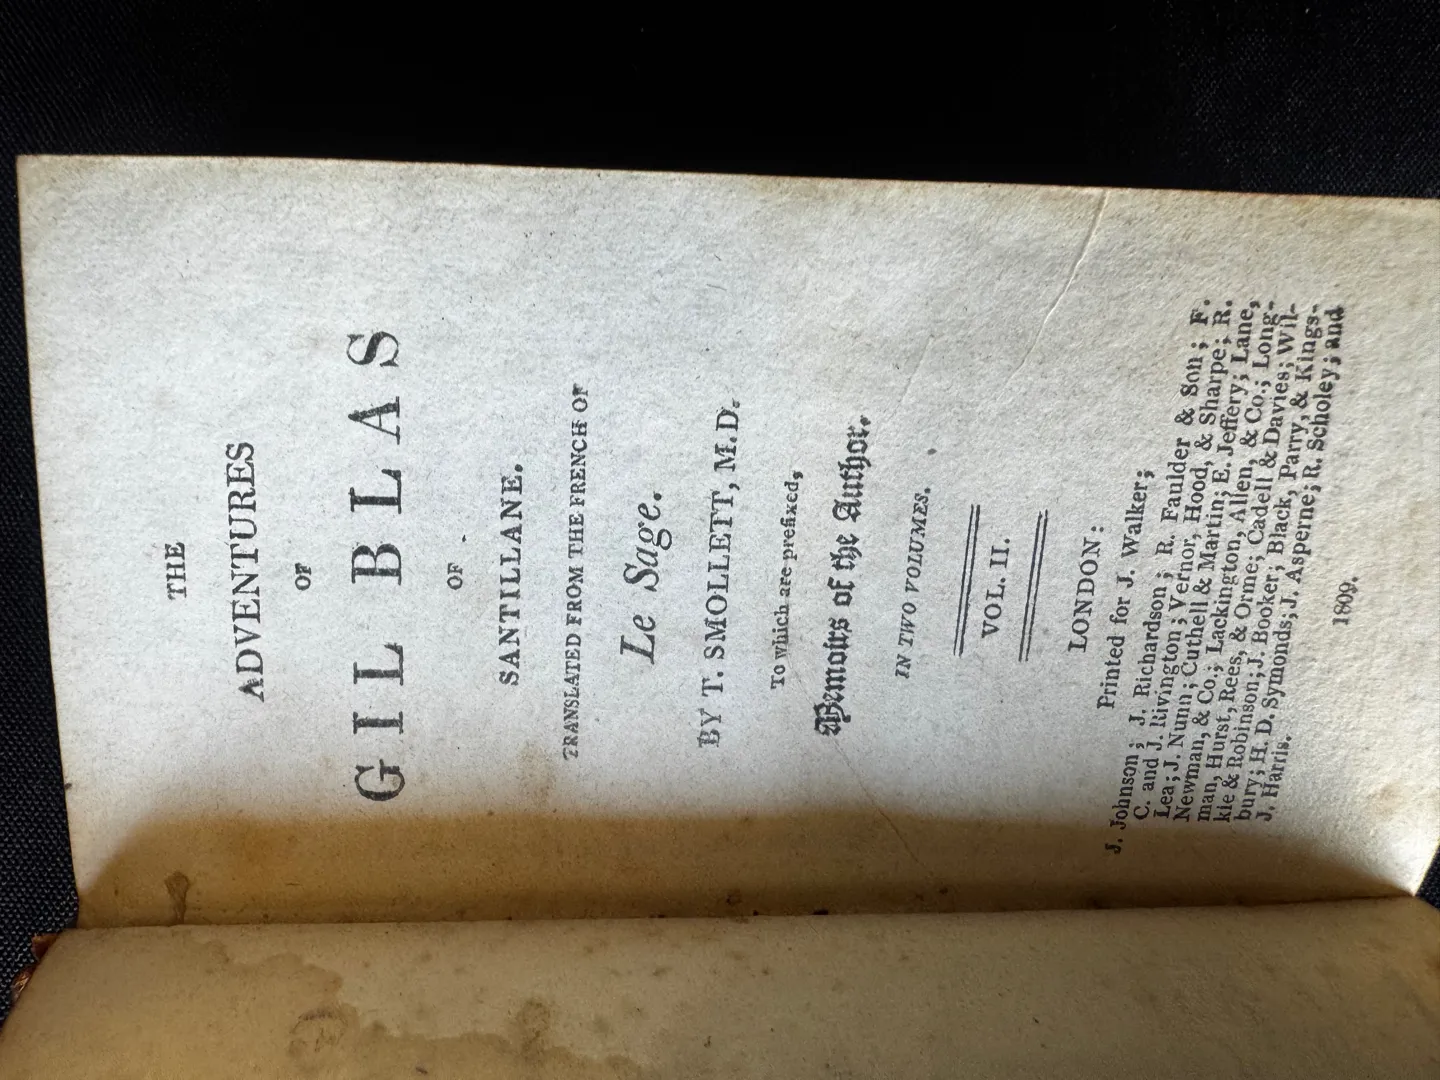 THE
ADVENTURES
OF
GIL BLAS
OF
SANTILLANE.
TRANSLATED FROM THE FRENCH OF
Le Sage.
BY T. SMOLLETT, M.D.
To which are prefixed,
Memoirs of the Author.
IN TWO VOLUMES.
VOL. II.
LONDON:
Printed for J. Walker;
J. Johnson; J. Richardson; R. Faulder & Son; F.
C. and J. Rivington; Vernor, Hood, & Sharpe; R.
Lea; J. Nunn; Cuthell & Martin; E. Jeffery; Lane,
Newman, & Co.; Lackington, Allen, & Co.; Long-
man, Hurst, Rees, & Orme; Cadell & Davies; Wil-
kie & Robinson; J. Booker; Black, Parry, & Kings-
bury; H. D. Symonds; J. Asperne; R. Scholey; and
J. Harris.
1809.